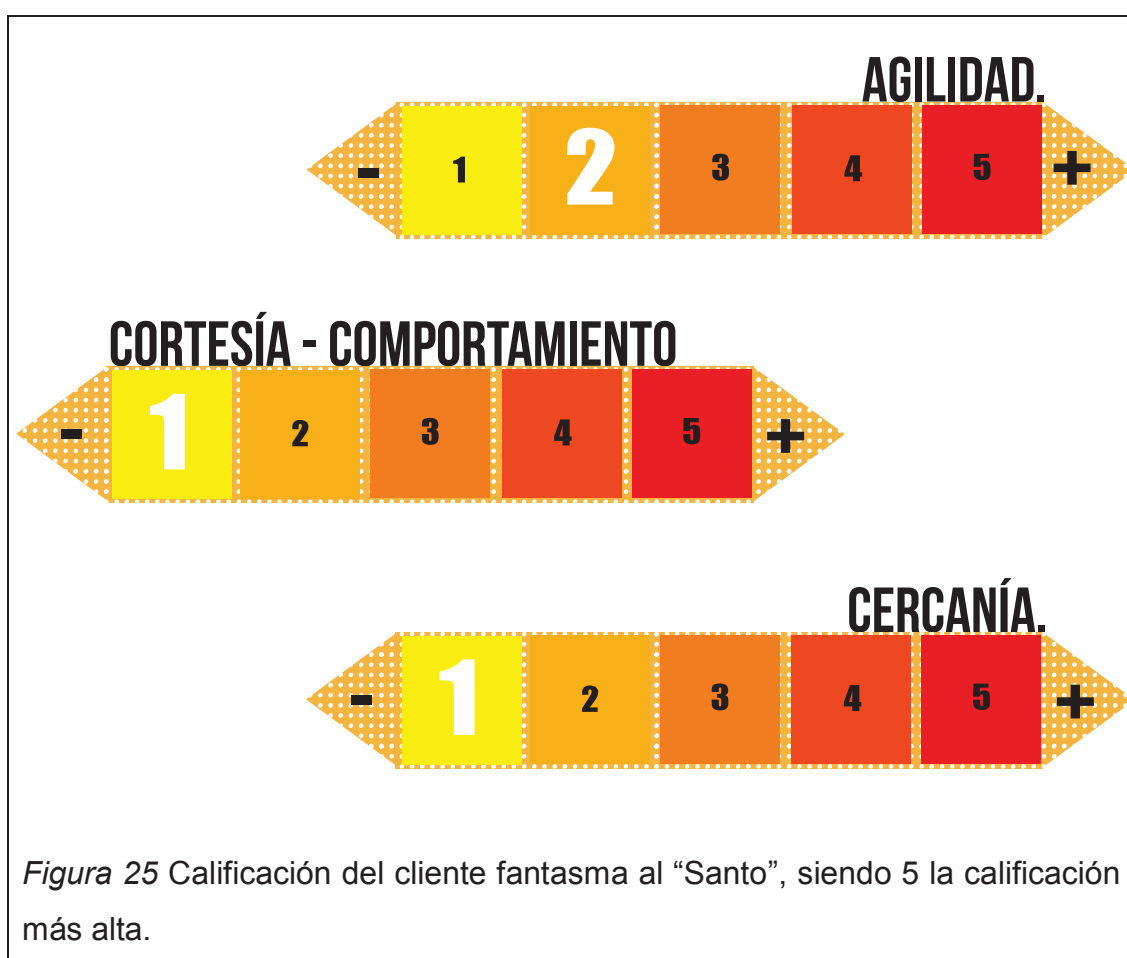 AGILIDAD.
- 1 2 3 4 5 +
CORTESÍA - COMPORTAMIENTO
- 1 2 3 4 5 +
CERCANÍA.
- 1 2 3 4 5 +
Figura 25 Calificación del cliente fantasma al “Santo”, siendo 5 la calificación
más alta.